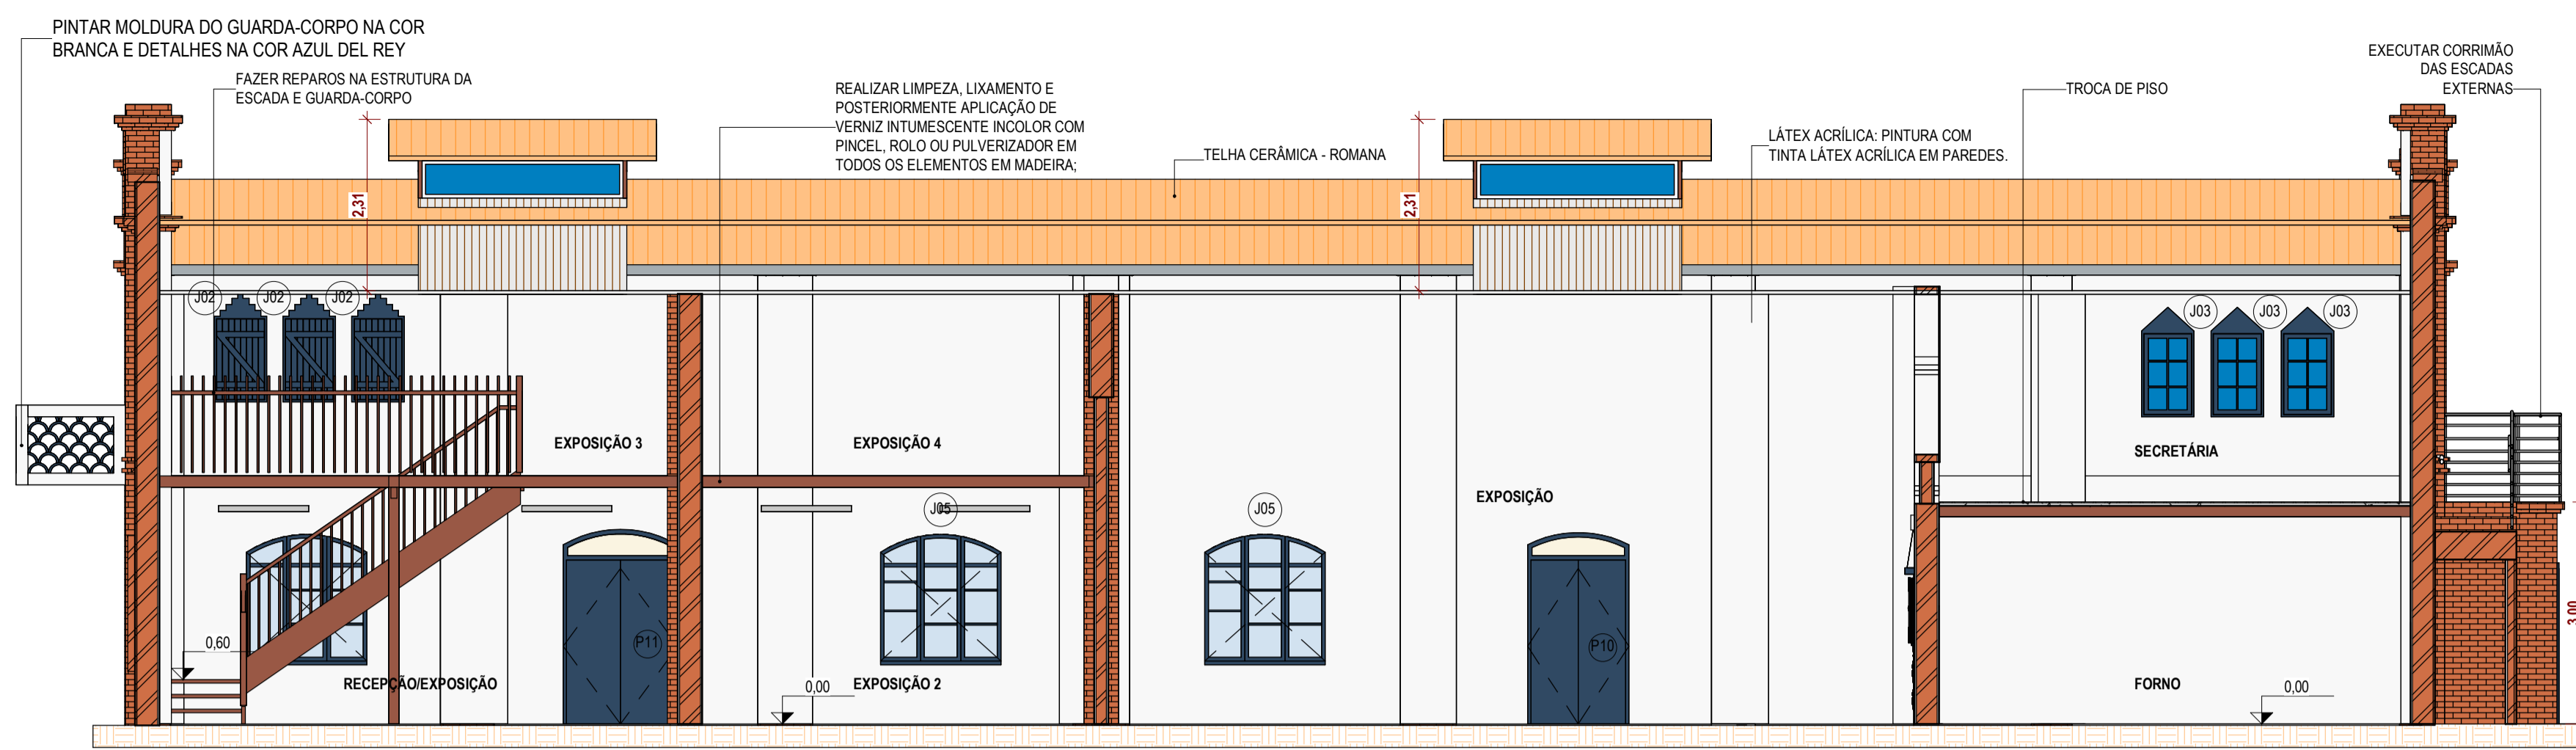 PINTAR MOLDURA DO GUARDA-CORPO NA COR
BRANCA E DETALHES NA COR AZUL DEL REY
FAZER REPAROS NA ESTRUTURA DA
ESCADA E GUARDA-CORPO
REALIZAR LIMPEZA, LIXAMENTO E
POSTERIORMENTE APLICAÇÃO DE
VERNIZ INTUMESCENTE INCOLOR COM
PINCEL, ROLO OU PULVERIZADOR EM
TODOS OS ELEMENTOS EM MADEIRA;
TELHA CERÂMICA - ROMANA
LÁTEX ACRÍLICA: PINTURA COM
TINTA LÁTEX ACRÍLICA EM PAREDES.
TROCA DE PISO
EXECUTAR CORRIMÃO
DAS ESCADAS
EXTERNAS
2,31
2,31
J02
J02
J02
J03
J03
J03
EXPOSIÇÃO 3
EXPOSIÇÃO 4
EXPOSIÇÃO
SECRETÁRIA
J05
J05
P11
P10
3,00
0,60
RECEPÇÃO/EXPOSIÇÃO
0,00
EXPOSIÇÃO 2
FORNO
0,00